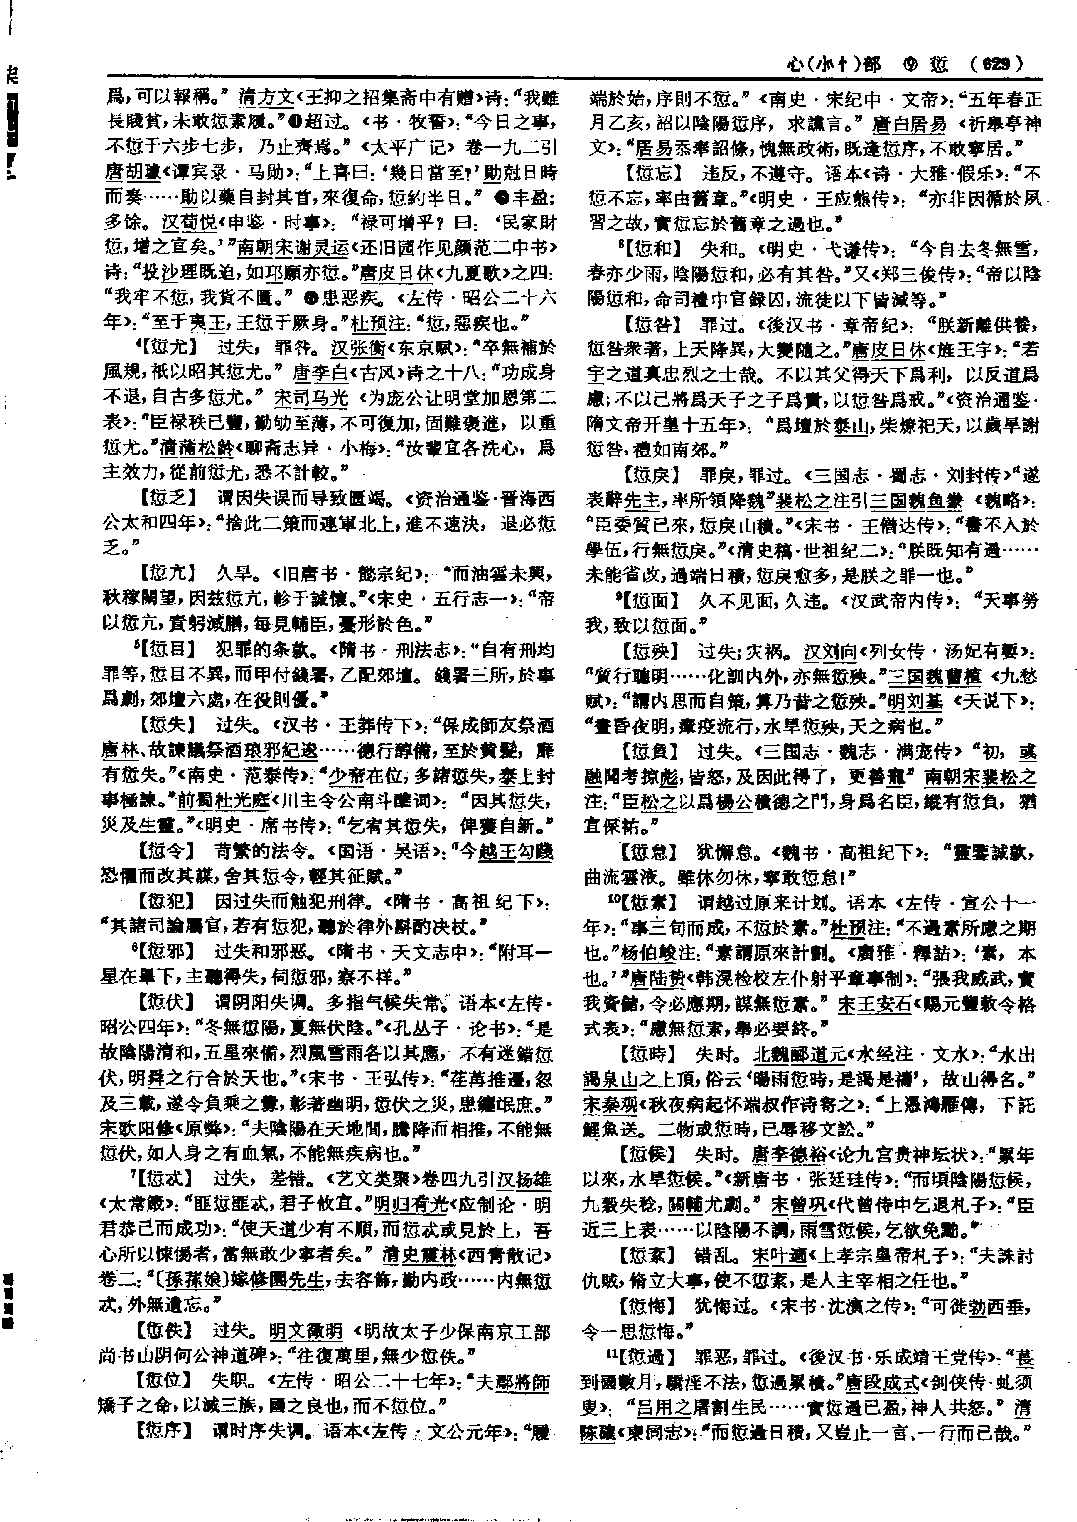 心(小忄)部 ⑨ 愆 (629)
爲,可以報稱。”清方文《王抑之招集斋中有赠》诗:“我雖
長賤貧,未敢愆素履。”❹超过。《书·牧誓》:“今日之事,
不愆于六步七步,乃止齊焉。”《太平广记》卷一九二引
唐胡璩《谭宾录·马勋》:“上喜曰:‘幾日當至?’勛尅日時
而奏……勛以藥自封其首,來復命,愆約半日。”❺丰盈;
多馀。汉荀悦《申鉴·时事》:“禄可增乎?曰:‘民家財
愆,增之宜矣。’”南朝宋谢灵运《还旧园作见颜范二中书》
诗:“投沙理既迫,如邛願亦愆。”唐皮日休《九夏歌》之四:
“我牢不愆,我貨不匱。”❻患恶疾。《左传·昭公二十六
年》:“至于夷王,王愆于厥身。”杜预注:“愆,惡疾也。”
4【愆尤】 过失,罪咎。汉张衡《东京赋》:“卒無補於
風規,祇以昭其愆尤。”唐李白《古风》诗之十八:“功成身
不退,自古多愆尤。”宋司马光《为庞公让明堂加恩第二
表》:“臣禄秩已豐,勤劬至薄,不可復加,固難褒進,以重
愆尤。”清蒲松龄《聊斋志异·小梅》:“汝輩宜各洗心,爲
主效力,從前愆尤,悉不計較。”
【愆乏】 谓因失误而导致匮竭。《资治通鉴·晋海西
公太和四年》:“捨此二策而連軍北上,進不速決,退必愆
乏。”
【愆亢】 久旱。《旧唐书·懿宗纪》:“而油雲未興,
秋稼闕望,因兹愆亢,軫于誠懷。”《宋史·五行志一》:“帝
以愆亢,責躬減膳,每見輔臣,憂形於色。”
5【愆目】 犯罪的条款。《隋书·刑法志》:“自有刑均
罪等,愆目不異,而甲付錢署,乙配郊壇。錢署三所,於事
爲劇,郊壇六處,在役則優。”
【愆失】 过失。《汉书·王莽传下》:“保成師友祭酒
唐林、故諫議祭酒琅邪紀逡……德行醇備,至於黄髮,靡
有愆失。”《南史·范泰传》:“少帝在位,多諸愆失,泰上封
事極諫。”前蜀杜光庭《川主令公南斗醮词》:“因其愆失,
災及生靈。”《明史·席书传》:“乞宥其愆失,俾獲自新。”
【愆令】 苛繁的法令。《国语·吴语》:“今越王勾踐
恐懼而改其謀,舍其愆令,輕其征賦。”
【愆犯】 因过失而触犯刑律。《隋书·高祖纪下》:
“其諸司論屬官,若有愆犯,聽於律外斟酌决杖。”
6【愆邪】 过失和邪恶。《隋书·天文志中》:“附耳一
星在畢下,主聽得失,伺愆邪,察不祥。”
【愆伏】 谓阴阳失调。多指气候失常。语本《左传·
昭公四年》:“冬無愆陽,夏無伏陰。”《孔丛子·论书》:“是
故陰陽清和,五星來備,烈風雷雨各以其應,不有迷錯愆
伏,明舜之行合於天也。”《宋书·王弘传》:“荏苒推遷,忽
及三載,遂令負乘之釁,彰著幽明,愆伏之災,患纏氓庶。”
宋欧阳修《原弊》:“夫陰陽在天地間,騰降而相推,不能無
愆伏,如人身之有血氣,不能無疾病也。”
7【愆忒】 过失,差错。《艺文类聚》卷四九引汉扬雄
《太常箴》:“匪愆匪忒,君子攸宜。”明归有光《应制论·明
君恭己而成功》:“使天道少有不順,而愆忒或見於上,吾
心所以悚惕者,當無敢少寧者矣。”清史震林《西青散记》
卷二:“〔孫蓀娘〕嫁修園先生,去容飾,勤内政……内無愆
忒,外無遺忘。”
【愆佚】 过失。明文徵明《明故太子少保南京工部
尚书山阴何公神道碑》:“往復萬里,無少愆佚。”
【愆位】 失职。《左传·昭公二十七年》:“夫鄢將師
矯子之命,以滅三族,國之良也,而不愆位。”
【愆序】 谓时序失调。语本《左传·文公元年》:“履
端於始,序則不愆。”《南史·宋纪中·文帝》:“五年春正
月乙亥,詔以陰陽愆序,求讜言。”唐白居易《祈皋亭神
文》:“居易忝奉詔條,愧無政術,既逢愆序,不敢寧居。”
【愆忘】 违反,不遵守。语本《诗·大雅·假乐》:“不
愆不忘,率由舊章。”《明史·王应熊传》:“亦非因循於夙
習之故,實愆忘於舊章之過也。”
8【愆和】 失和。《明史·弋谦传》:“今自去冬無雪,
春亦少雨,陰陽愆和,必有其咎。”又《郑三俊传》:“帝以陰
陽愆和,命司禮中官録囚,流徒以下皆減等。”
【愆咎】 罪过。《後汉书·章帝纪》:“朕新離供養,
愆咎衆著,上天降異,大變隨之。”唐皮日休《旌王宇》:“若
宇之道真忠烈之士哉。不以其父得天下爲利,以反道爲
慮;不以己將爲天子之子爲貴,以愆咎爲戒。”《资治通鉴·
隋文帝开皇十五年》:“爲壇於泰山,柴燎祀天,以歲旱謝
愆咎,禮如南郊。”
【愆戾】 罪戾,罪过。《三国志·蜀志·刘封传》“遂
表辭先主,率所領降魏”裴松之注引三国魏鱼豢《魏略》:
“臣委質已來,愆戾山積。”《宋书·王僧达传》:“書不入於
學伍,行無愆戾。”《清史稿·世祖纪二》:“朕既知有過……
未能省改,過端日積,愆戾愈多,是朕之罪一也。”
9【愆面】 久不见面,久违。《汉武帝内传》:“天事勞
我,致以愆面。”
【愆殃】 过失;灾祸。汉刘向《列女传·汤妃有㜪》:
“質行聰明……化訓内外,亦無愆殃。”三国魏曹植《九愁
赋》:“謂内思而自策,算乃昔之愆殃。”明刘基《天说下》:
“晝昏夜明,瘴疫流行,水旱愆殃,天之病也。”
【愆負】 过失。《三国志·魏志·满宠传》“初,彧
融聞考掠彪,皆怒,及因此得了,更善寵”南朝宋裴松之
注:“臣松之以爲楊公積德之門,身爲名臣,縱有愆負,猶
宜保祐。”
【愆怠】 犹懈怠。《魏书·高祖纪下》:“靈鑒誠款,
曲流雲液。雖休勿休,寧敢愆怠!”
10【愆素】 谓越过原来计划。语本《左传·宣公十一
年》:“事三旬而成,不愆於素。”杜预注:“不過素所慮之期
也。”杨伯峻注:“素謂原來計劃。《廣雅·釋詁》:‘素,本
也。’”唐陆贽《韩滉检校左仆射平章事制》:“張我威武,實
我資儲,令必應期,謀無愆素。”宋王安石《赐元豐敕令格
式表》:“慮無愆素,舉必要終。”
【愆時】 失时。北魏郦道元《水经注·文水》:“水出
謁泉山之上頂,俗云‘暘雨愆時,是謁是禱’,故山得名。”
宋秦观《秋夜病起怀端叔作诗寄之》:“上憑鴻雁傳,下託
鯉魚送。二物或愆時,已辱移文訟。”
【愆候】 失时。唐李德裕《论九宫贵神坛状》:“累年
以來,水旱愆候。”《新唐书·张廷珪传》:“而頃陰陽愆候,
九穀失稔,關輔尤劇。”宋曾巩《代曾侍中乞退札子》:“臣
近三上表……以陰陽不調,雨雪愆候,乞欲免黜。”
【愆紊】 错乱。宋叶適《上孝宗皇帝札子》:“夫誅討
仇賊,脩立大事,使不愆紊,是人主宰相之任也。”
【愆悔】 犹悔过。《宋书·沈演之传》:“可徙勃西垂,
令一思愆悔。”
11【愆過】 罪恶,罪过。《後汉书·乐成靖王党传》:“萇
到國數月,驕淫不法,愆過累積。”唐段成式《剑侠传·虬须
叟》:“吕用之屠割生民……實愆過已盈,神人共怒。”清
陈確《柬同志》:“而愆過日積,又豈止一言、一行而已哉。”